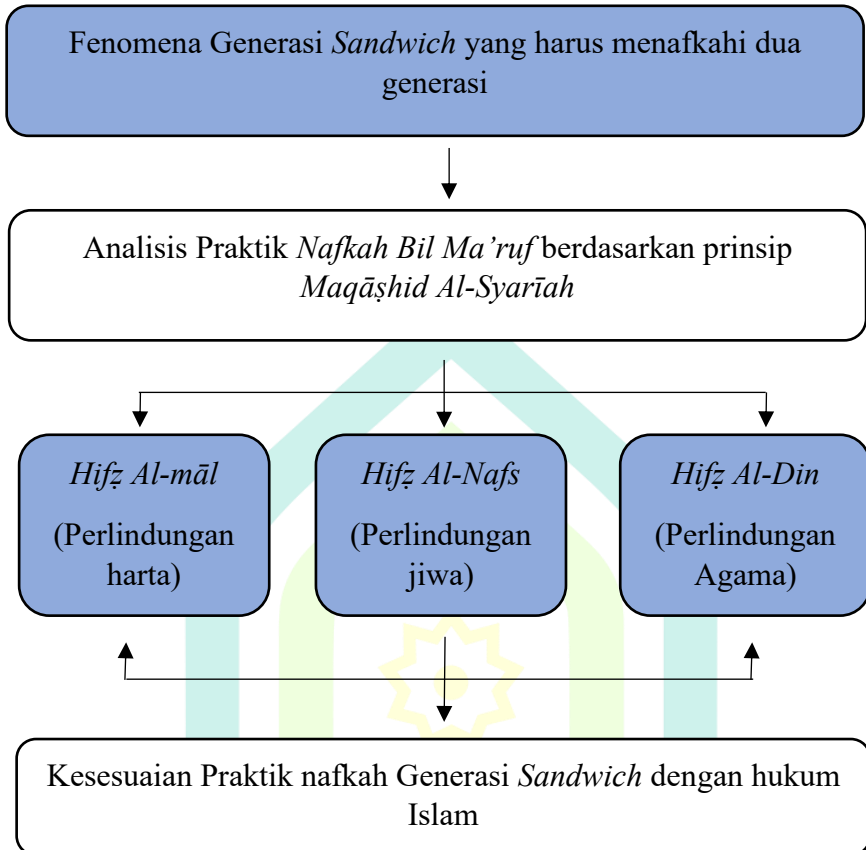 Fenomena Generasi Sandwich yang harus menafkahi dua
generasi
Analisis Praktik Nafkah Bil Ma’ruf berdasarkan prinsip
Maqāṣhid Al-Syarīah
Hifẓ Al-māl
(Perlindungan
harta)
Hifẓ Al-Nafs
(Perlindungan
jiwa)
Hifẓ Al-Din
(Perlindungan
Agama)
Kesesuaian Praktik nafkah Generasi Sandwich dengan hukum
Islam